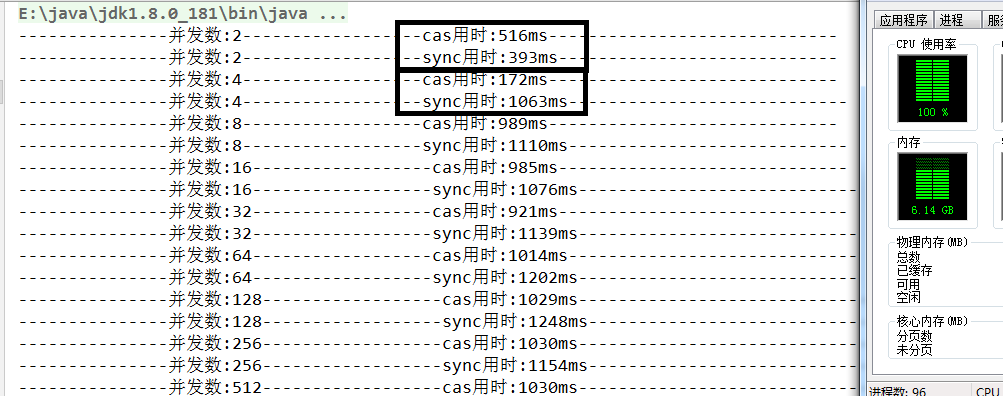 E:\java\jdk1.8.0_181\bin\java ...
---------------并发数:2------------------cas用时:516ms------------------------------
---------------并发数:2------------------sync用时:393ms------------------------------
---------------并发数:4------------------cas用时:172ms------------------------------
---------------并发数:4------------------sync用时:1063ms------------------------------
---------------并发数:8------------------cas用时:989ms------------------------------
---------------并发数:8------------------sync用时:1110ms------------------------------
---------------并发数:16------------------cas用时:985ms------------------------------
---------------并发数:16------------------sync用时:1076ms------------------------------
---------------并发数:32------------------cas用时:921ms------------------------------
---------------并发数:32------------------sync用时:1139ms------------------------------
---------------并发数:64------------------cas用时:1014ms------------------------------
---------------并发数:64------------------sync用时:1202ms------------------------------
---------------并发数:128------------------cas用时:1029ms------------------------------
---------------并发数:128------------------sync用时:1248ms------------------------------
---------------并发数:256------------------cas用时:1030ms------------------------------
---------------并发数:256------------------sync用时:1154ms------------------------------
---------------并发数:512------------------cas用时:1030ms------------------------------
应用程序 进程 服务
CPU 使用率
100 %
内存
6.14 GB
物理内存(MB)
总数
已缓存
可用
空闲
核心内存(MB)
分页数
未分页
进程数: 96 CPU